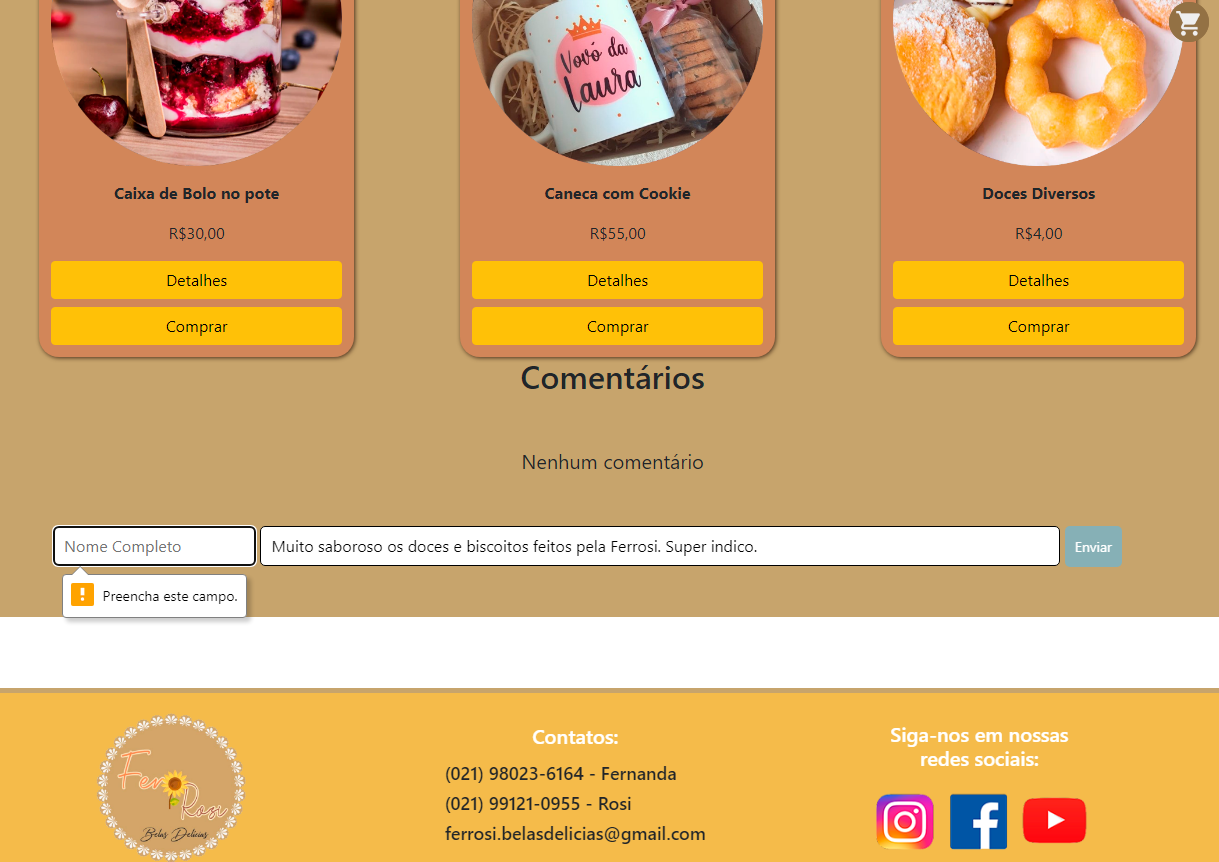 Vovó da
Laura
Caixa de Bolo no pote
Caneca com Cookie
Doces Diversos
R$30,00
R$55,00
R$4,00
Detalhes
Detalhes
Detalhes
Comprar
Comprar
Comprar
Comentários
Nenhum comentário
Nome Completo
Muito saboroso os doces e biscoitos feitos pela Ferrosi. Super indico.
Enviar
Preencha este campo.
Fer
Rosi
Belas Delícias
Contatos:
(021) 98023-6164 - Fernanda
(021) 99121-0955 - Rosi
ferrosi.belasdelicias@gmail.com
Siga-nos em nossas
redes sociais: